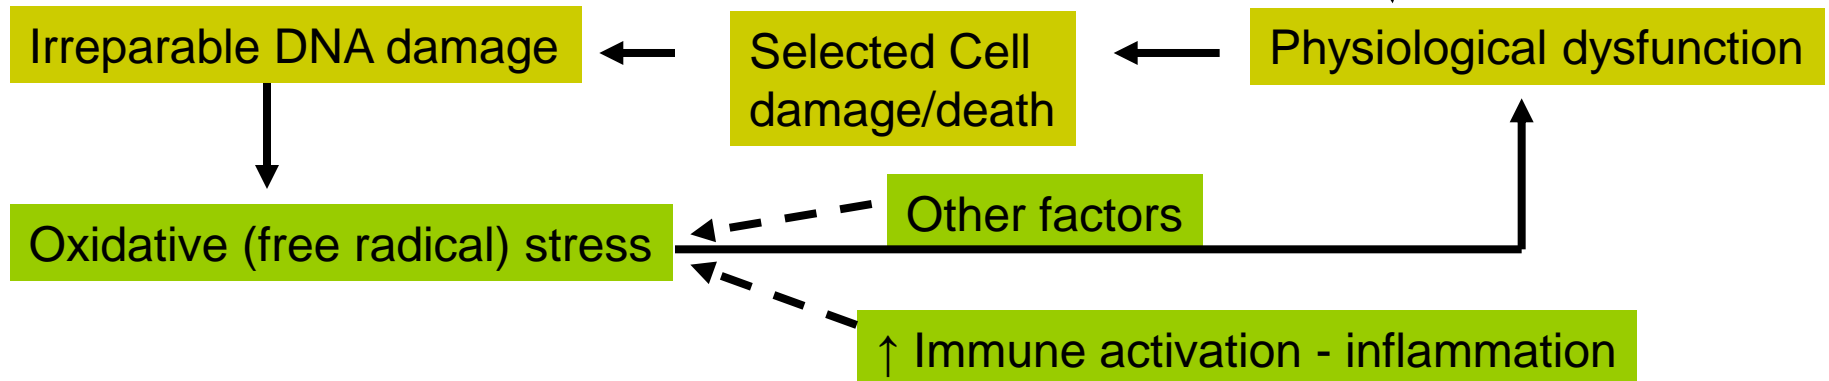 Irreparable DNA damage
Selected Cell
damage/death
Physiological dysfunction
Other factors
Oxidative (free radical) stress
↑ Immune activation - inflammation